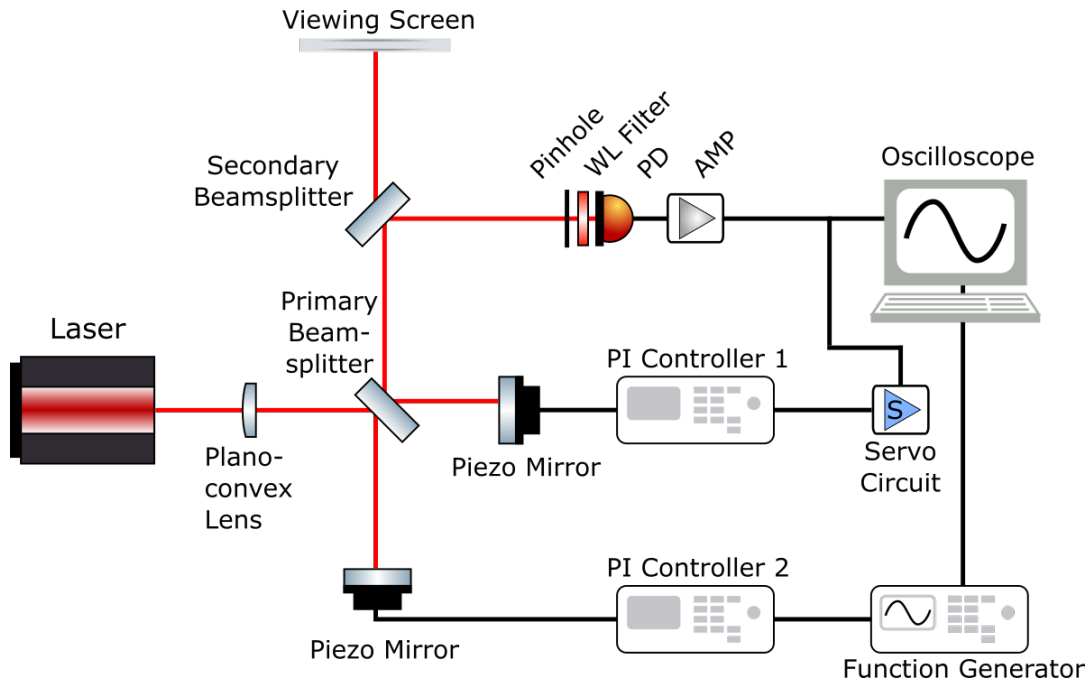 Viewing Screen
Secondary
Beamsplitter
Pinhole
WL Filter
PD
AMP
Oscilloscope
Primary
Beam-
splitter
Laser
Plano-
convex
Lens
Piezo Mirror
PI Controller 1
S
Servo
Circuit
Piezo Mirror
PI Controller 2
Function Generator